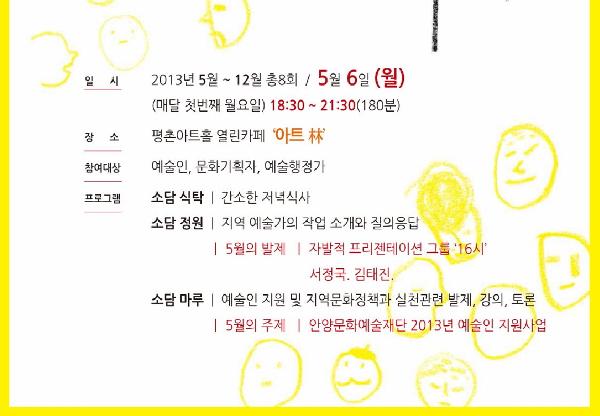 일 시 2013년 5월 ~ 12월 총8회 / 5월 6일 (월)
(매달 첫번째 월요일) 18:30 ~ 21:30(180분)
장 소 평촌아트홀 열린카페 '아트 林'
참여대상 예술인, 문화기획자, 예술행정가
프로그램 소담 식탁 | 간소한 저녁식사
소담 정원 | 지역 예술가의 작업 소개와 질의응답
| 5월의 발제 | 자발적 프리젠테이션 그룹 '16시'
서정국. 김태진.
소담 마루 | 예술인 지원 및 지역문화정책과 실천관련 발제, 강의, 토론
| 5월의 주제 | 안양문화예술재단 2013년 예술인 지원사업